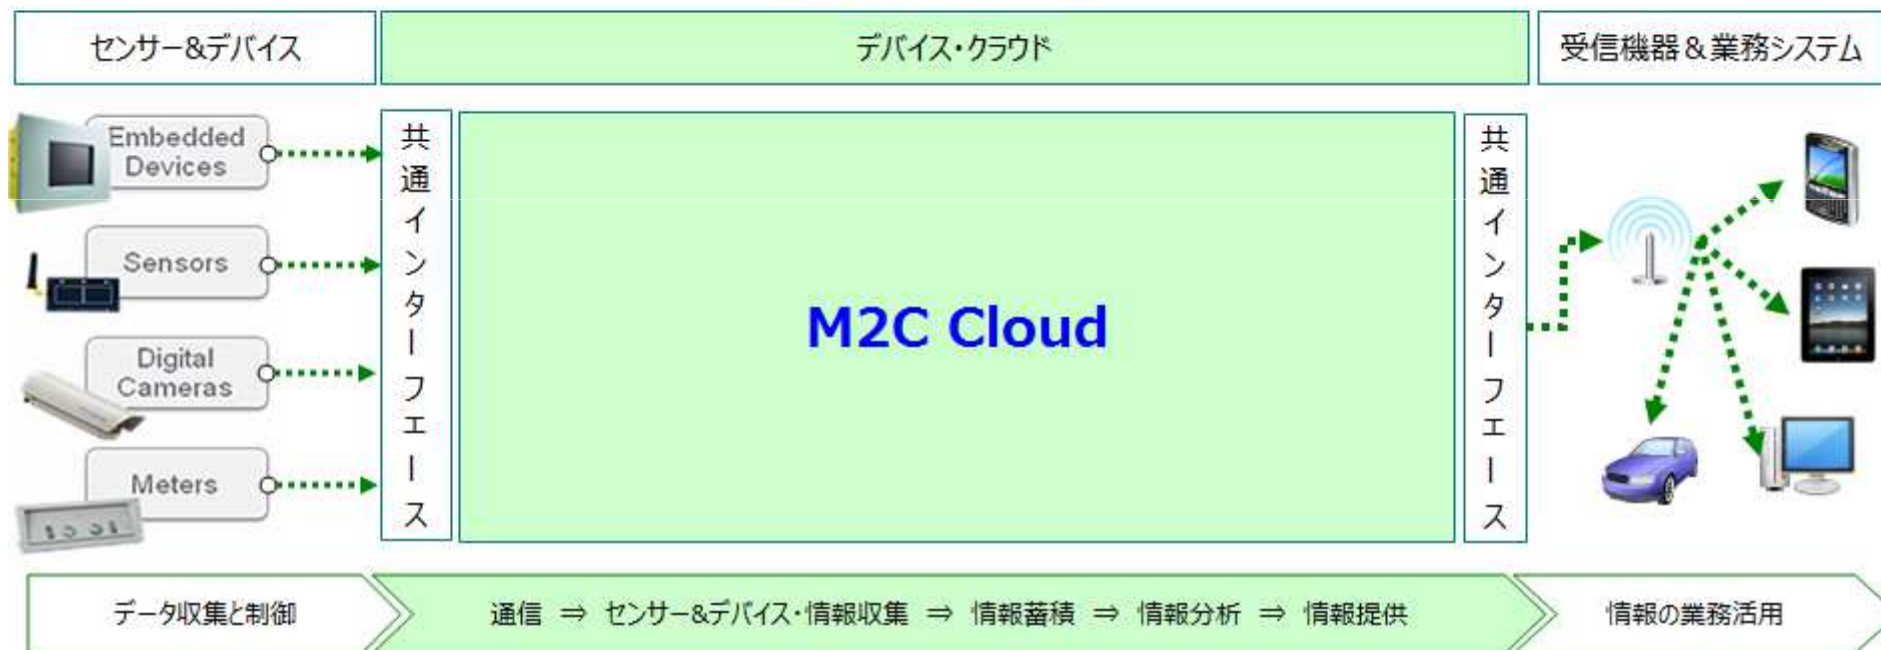 センサー&デバイス
デバイス・クラウド
受信機器&業務システム
Embedded
Devices
Sensors
Digital
Cameras
Meters
共通インターフェース
M2C Cloud
共通インターフェース
データ収集と制御
通信 ⇒ センサー&デバイス・情報収集 ⇒ 情報蓄積 ⇒ 情報分析 ⇒ 情報提供
情報の業務活用